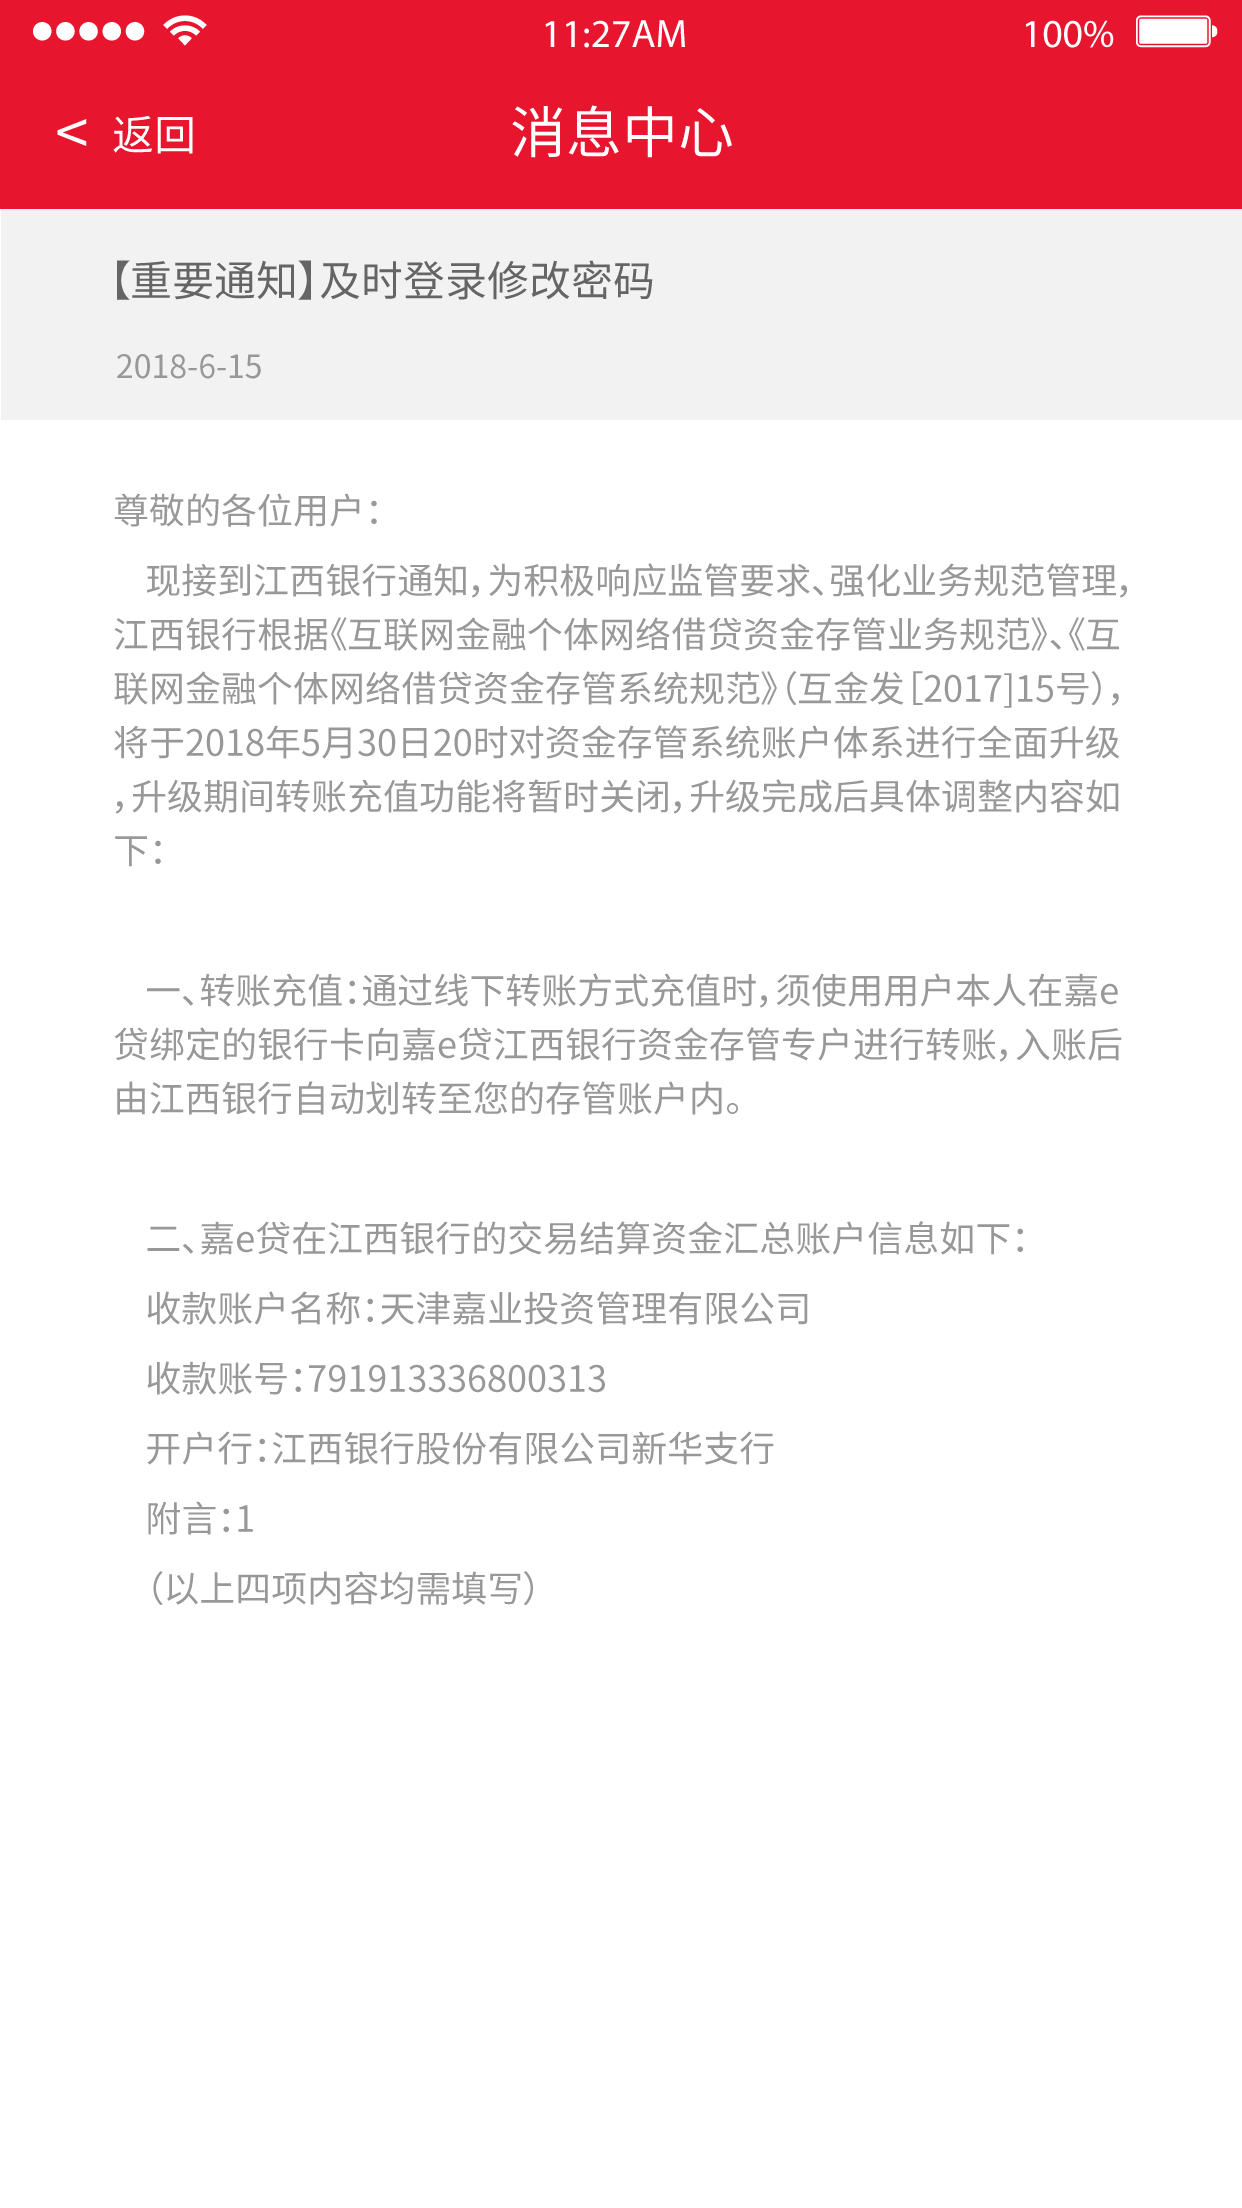 11:27AM
100%
< 返回
消息中心
【重要通知】及时登录修改密码
2018-6-15
尊敬的各位用户：
现接到江西银行通知，为积极响应监管要求、强化业务规范管理，
江西银行根据《互联网金融个体网络借贷资金存管业务规范》、《互
联网金融个体网络借贷资金存管系统规范》（互金发［2017]15号），
将于2018年5月30日20时对资金存管系统账户体系进行全面升级
，升级期间转账充值功能将暂时关闭，升级完成后具体调整内容如
下：
一、转账充值：通过线下转账方式充值时，须使用用户本人在嘉e
贷绑定的银行卡向嘉e贷江西银行资金存管专户进行转账，入账后
由江西银行自动划转至您的存管账户内。
二、嘉e贷在江西银行的交易结算资金汇总账户信息如下：
收款账户名称：天津嘉业投资管理有限公司
收款账号：791913336800313
开户行：江西银行股份有限公司新华支行
附言：1
（以上四项内容均需填写）